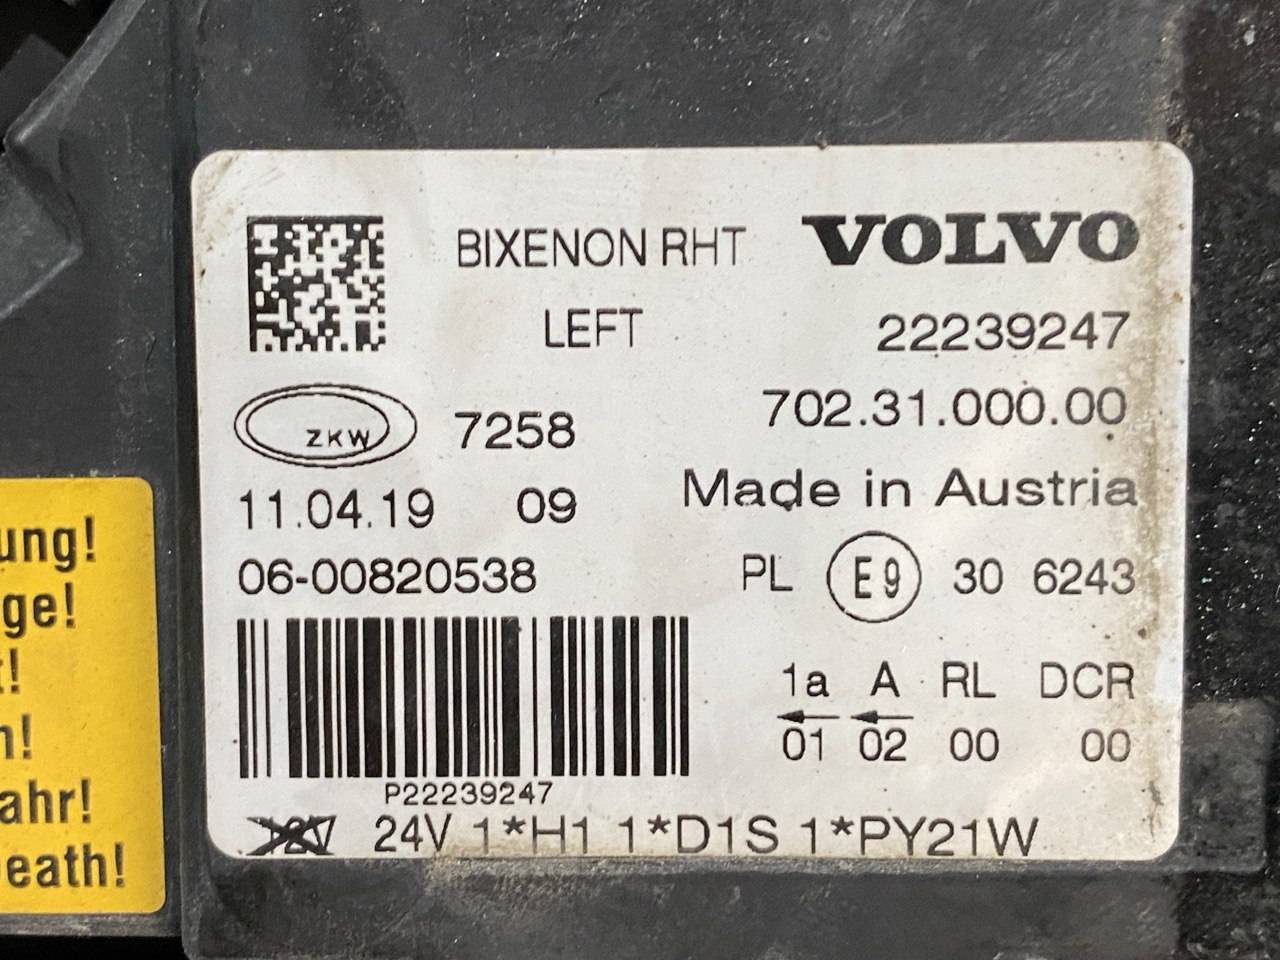 BIXENON RHT VOLVO
LEFT 22239247
702.31.000.00
ZKW 7258
Made in Austria
11.04.19 09
06-00820538
PL E9 30 6243
1a A RL DCR
01 02 00 00
P22239247
24V 1*H1 1*D1S 1*PY21W
ung!
ge!
!
!
ahr!
eath!